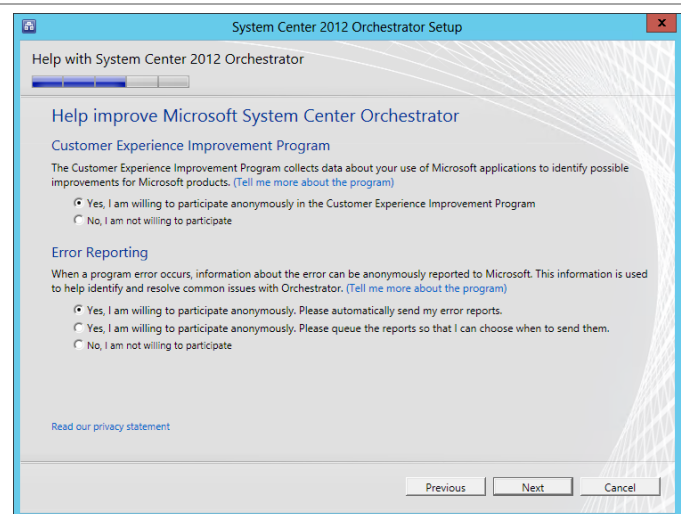 System Center 2012 Orchestrator Setup
x
Help with System Center 2012 Orchestrator
Help improve Microsoft System Center Orchestrator
Customer Experience Improvement Program
The Customer Experience Improvement Program collects data about your use of Microsoft applications to identify possible
improvements for Microsoft products. (Tell me more about the program)
Yes, I am willing to participate anonymously in the Customer Experience Improvement Program
No, I am not willing to participate
Error Reporting
When a program error occurs, information about the error can be anonymously reported to Microsoft. This information is used
to help identify and resolve common issues with Orchestrator. (Tell me more about the program)
Yes, I am willing to participate anonymously. Please automatically send my error reports.
Yes, I am willing to participate anonymously. Please queue the reports so that I can choose when to send them.
No, I am not willing to participate
Read our privacy statement
Previous Next Cancel